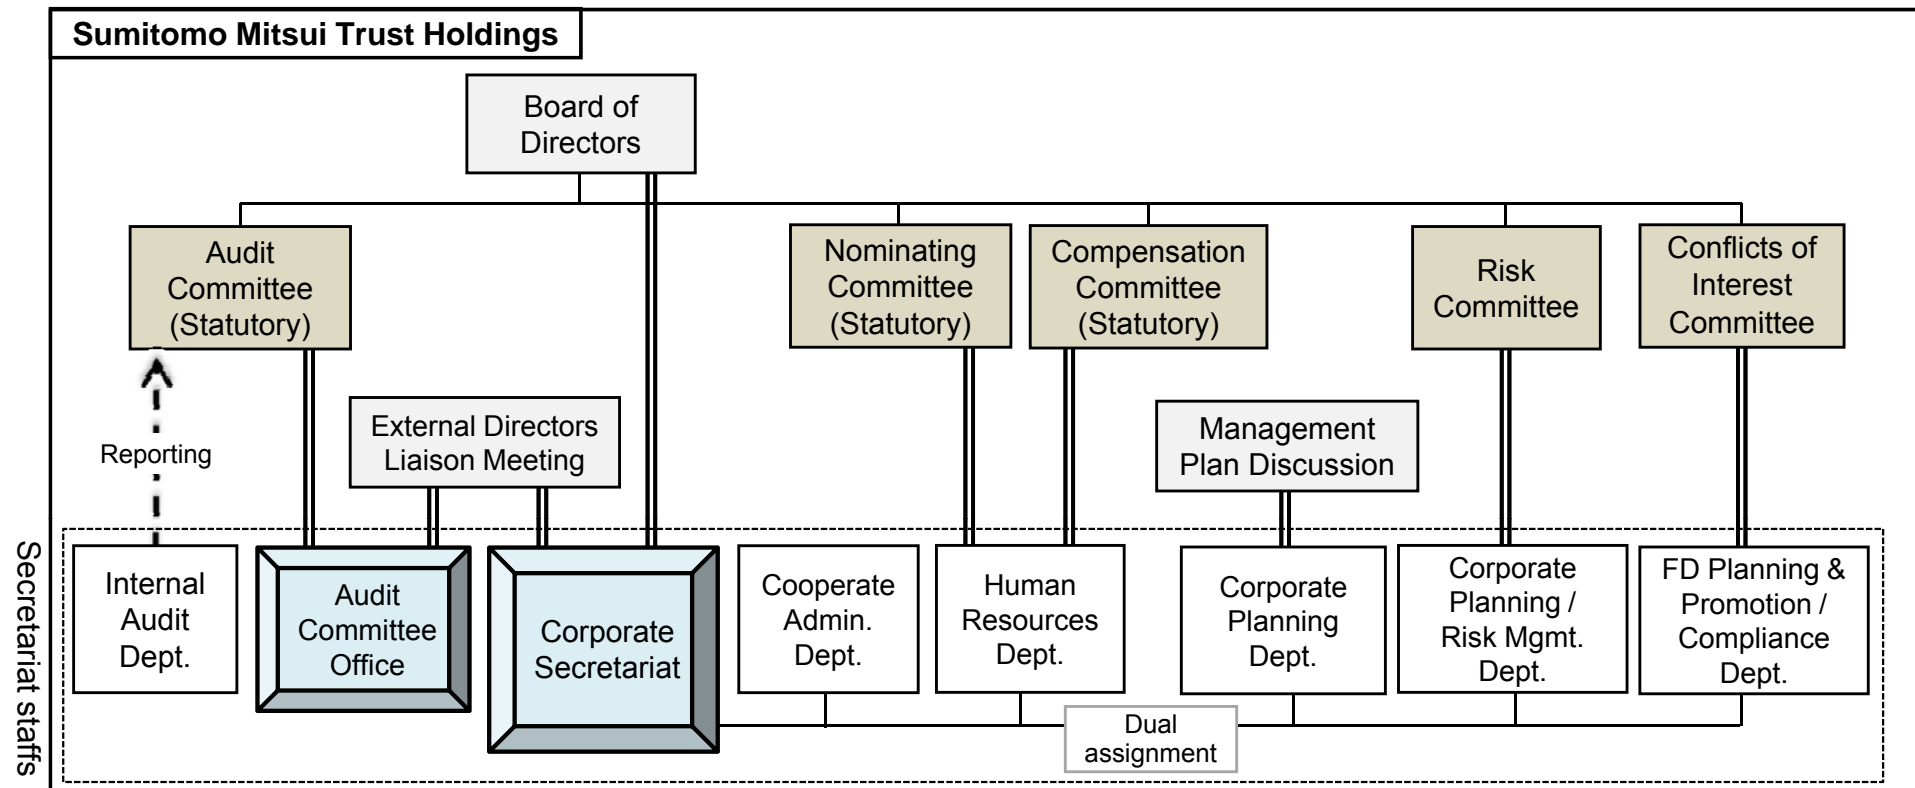 Sumitomo Mitsui Trust Holdings
Board of
Directors
Audit
Committee
(Statutory)
Nominating
Committee
(Statutory)
Compensation
Committee
(Statutory)
Risk
Committee
Conflicts of
Interest
Committee
Reporting
External Directors
Liaison Meeting
Management
Plan Discussion
Secretariat staffs
Internal
Audit
Dept.
Audit
Committee
Office
Corporate
Secretariat
Cooperate
Admin.
Dept.
Human
Resources
Dept.
Corporate
Planning
Dept.
Corporate
Planning /
Risk Mgmt.
Dept.
FD Planning &
Promotion /
Compliance
Dept.
Dual
assignment